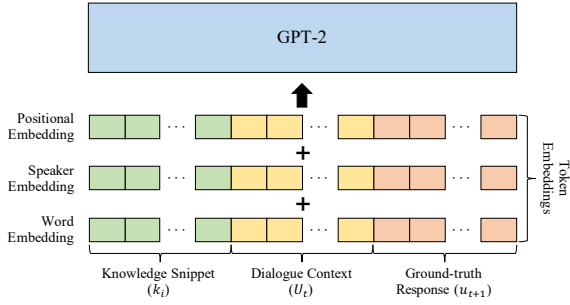 GPT-2
Positional
Embedding
...
...
...
+
Speaker
Embedding
...
...
...
+
Word
Embedding
...
...
...
Token
Embeddings
Knowledge Snippet
(k_i)
Dialogue Context
(U_t)
Ground-truth
Response (u_{t+1})